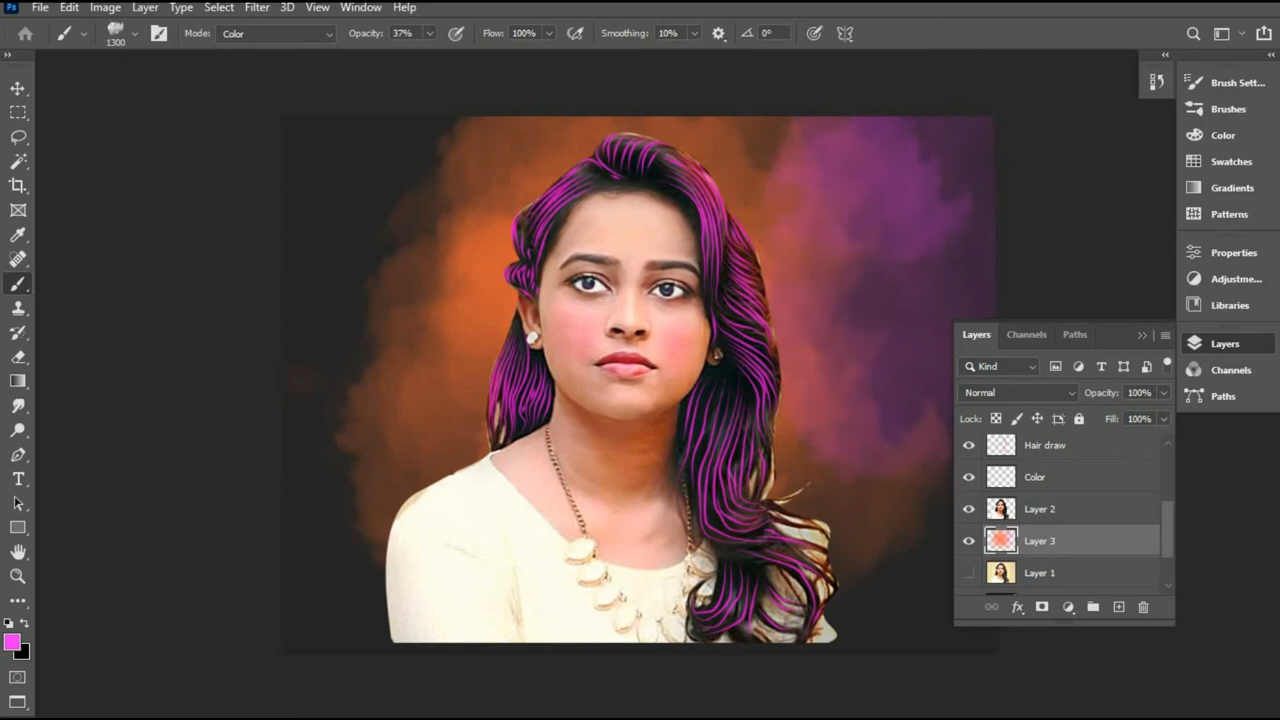 Ps File Edit Image Layer Type Select Filter 3D View Window Help
1300 Mode: Color Opacity: 37% Flow: 100% Smoothing: 10% 0°
Brush Sett...
Brushes
Color
Swatches
Gradients
Patterns
Properties
Adjustme...
Libraries
Layers
Channels
Paths
Layers Channels Paths
Kind
Normal Opacity: 100%
Lock: Fill: 100%
Hair draw
Color
Layer 2
Layer 3
Layer 1
fx